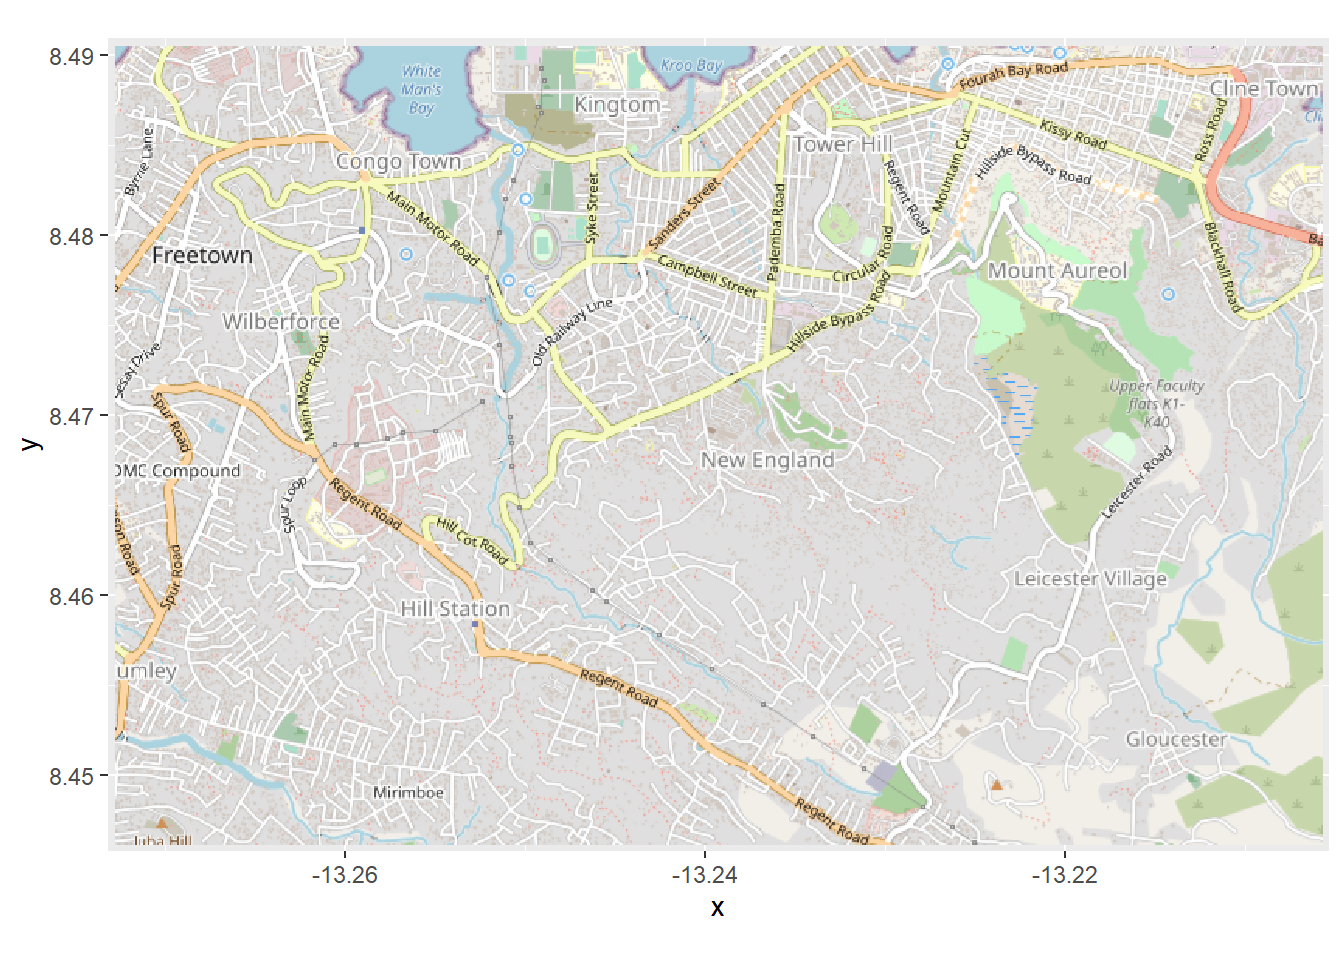 8.49
8.48
8.47
8.46
8.45
y
-13.26
-13.24
-13.22
x
White
Man's
Bay
Kroo Bay
Kingtom
Fourah Bay Road
Cline Town
Byrne Lane
Congo Town
Tower Hill
Kissy Road
Ross Road
Mountain Cut
Hillside Bypass Road
Main Motor Road
Syke Street
Sanders Street
Pademba Road
Regent Road
Freetown
Campbell Street
Circular Road
Mount Aureol
Blackhall Road
Wilberforce
Old Railway Line
Hillside Bypass Road
Main Motor Road
Spur Road
Upper Faculty
flats K1-
K40
New England
Compound
Spur Loop
Regent Road
Leicester Road
Hill Cot Road
Spur Road
Hill Station
Leicester Village
umley
Regent Road
Gloucester
Mirimboe
Regent Road
Juba Hill